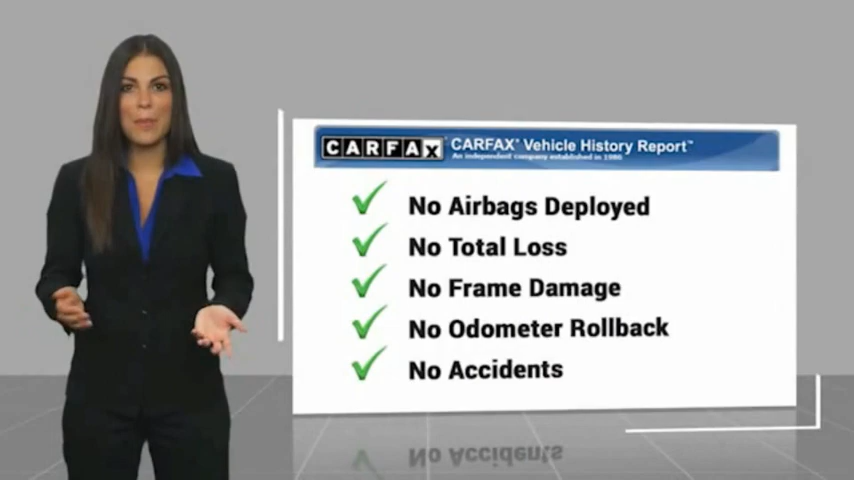 CARFAX CARFAX® Vehicle History Report™
An independent company established in 1986
No Airbags Deployed
No Total Loss
No Frame Damage
No Odometer Rollback
No Accidents
No Accidents